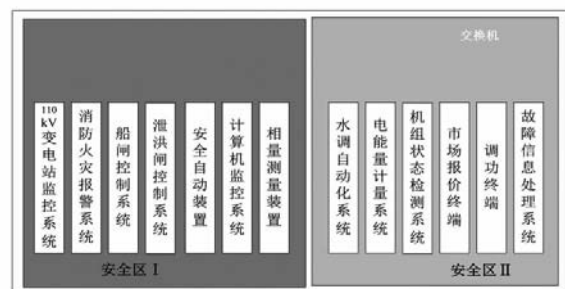 交换机
110kV变电站监控系统
消防火灾报警系统
船闸控制系统
泄洪闸控制系统
安全自动装置
计算机监控系统
相量测量装置
水调自动化系统
电能量计量系统
机组状态检测系统
市场报价终端
调功终端
故障信息处理系统
安全区 I
安全区 II